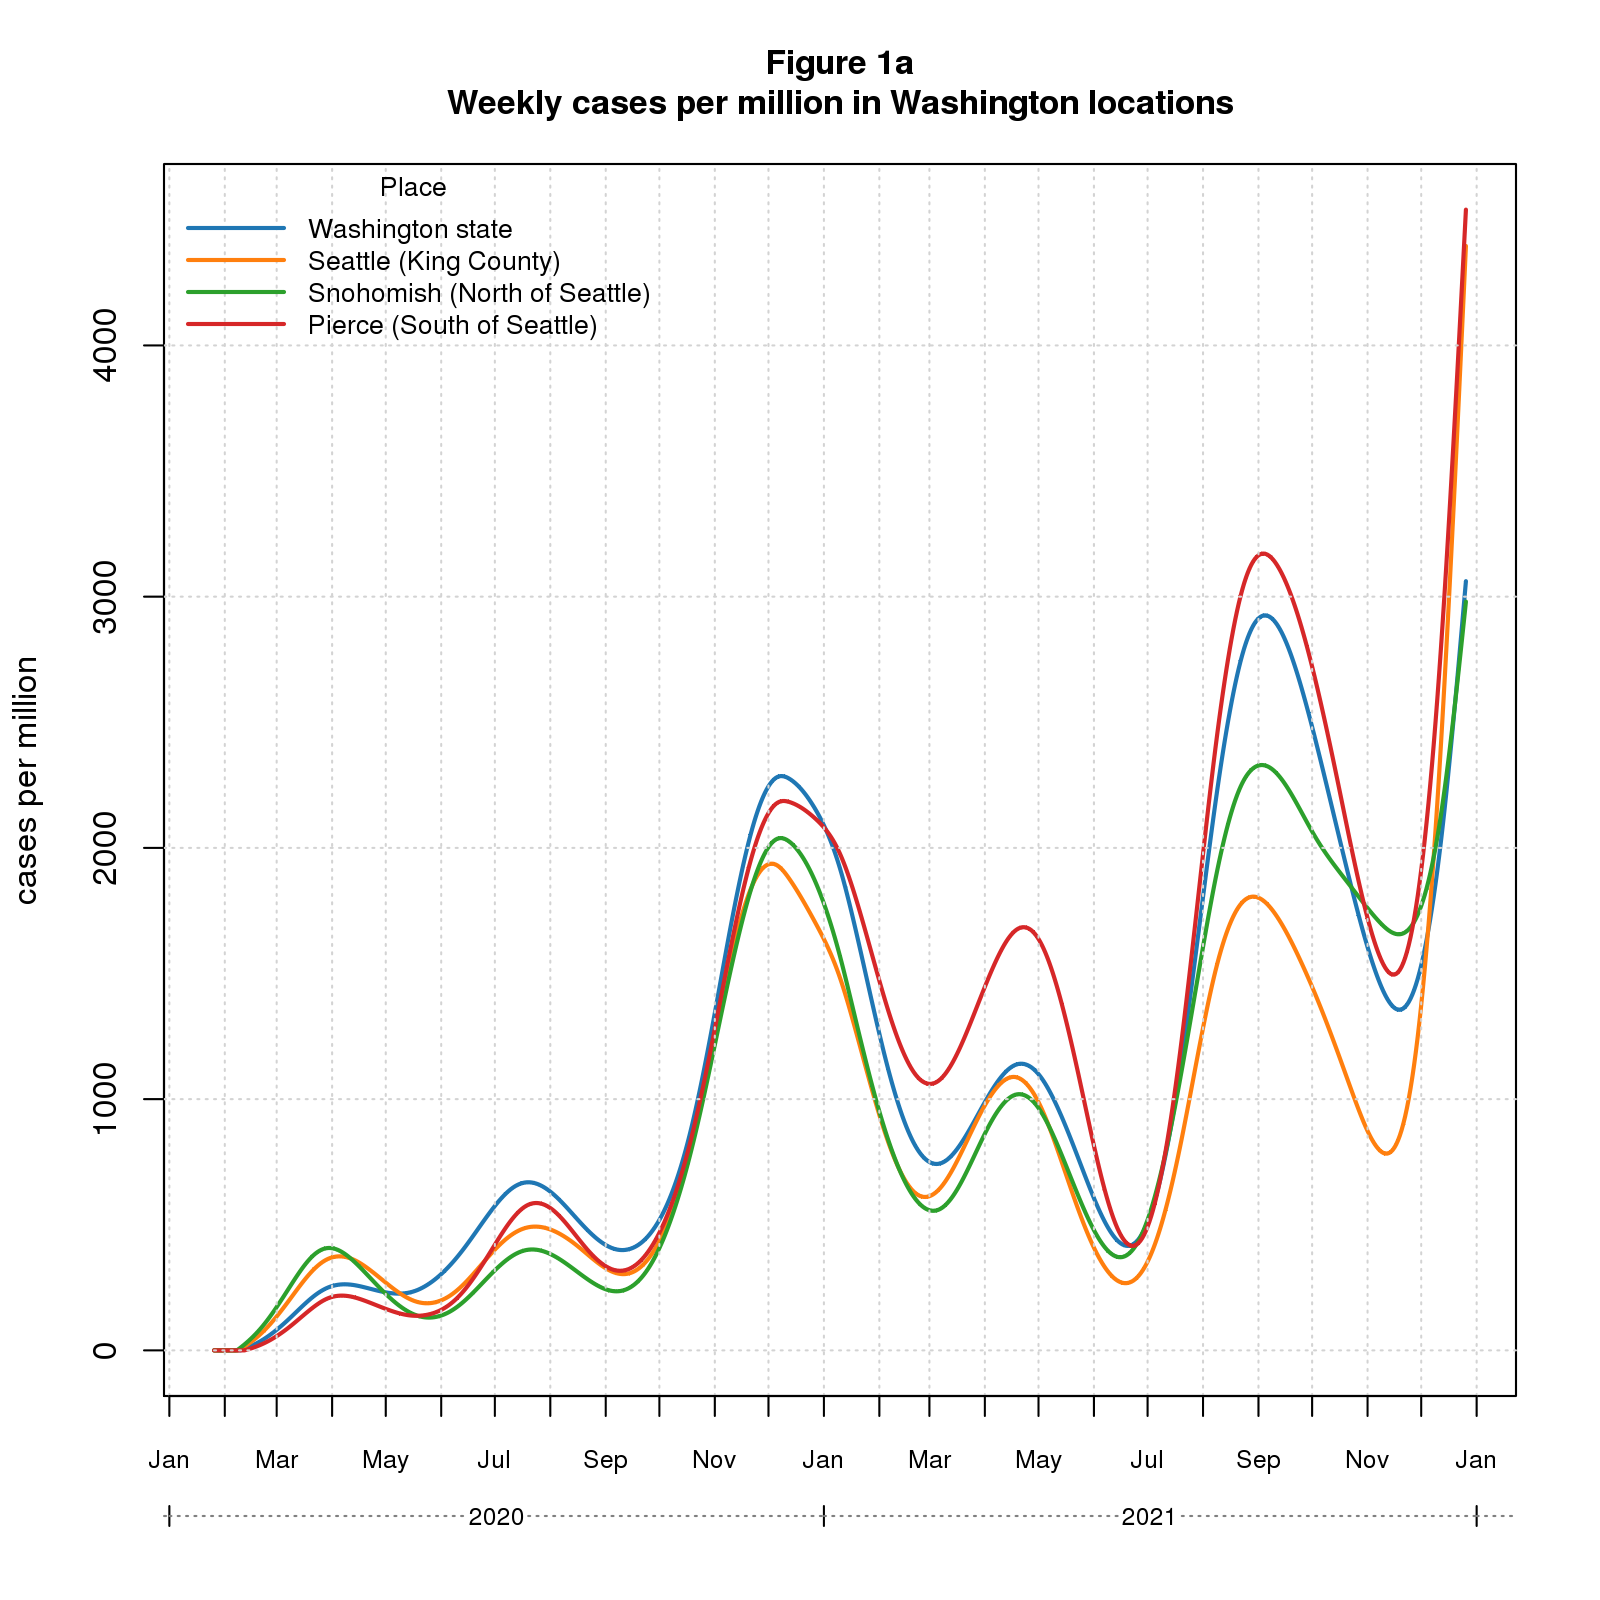 Figure 1a
Weekly cases per million in Washington locations
Place
Washington state
Seattle (King County)
Snohomish (North of Seattle)
Pierce (South of Seattle)
cases per million
4000
3000
2000
1000
0
Jan Mar May Jul Sep Nov Jan Mar May Jul Sep Nov Jan
2020 2021